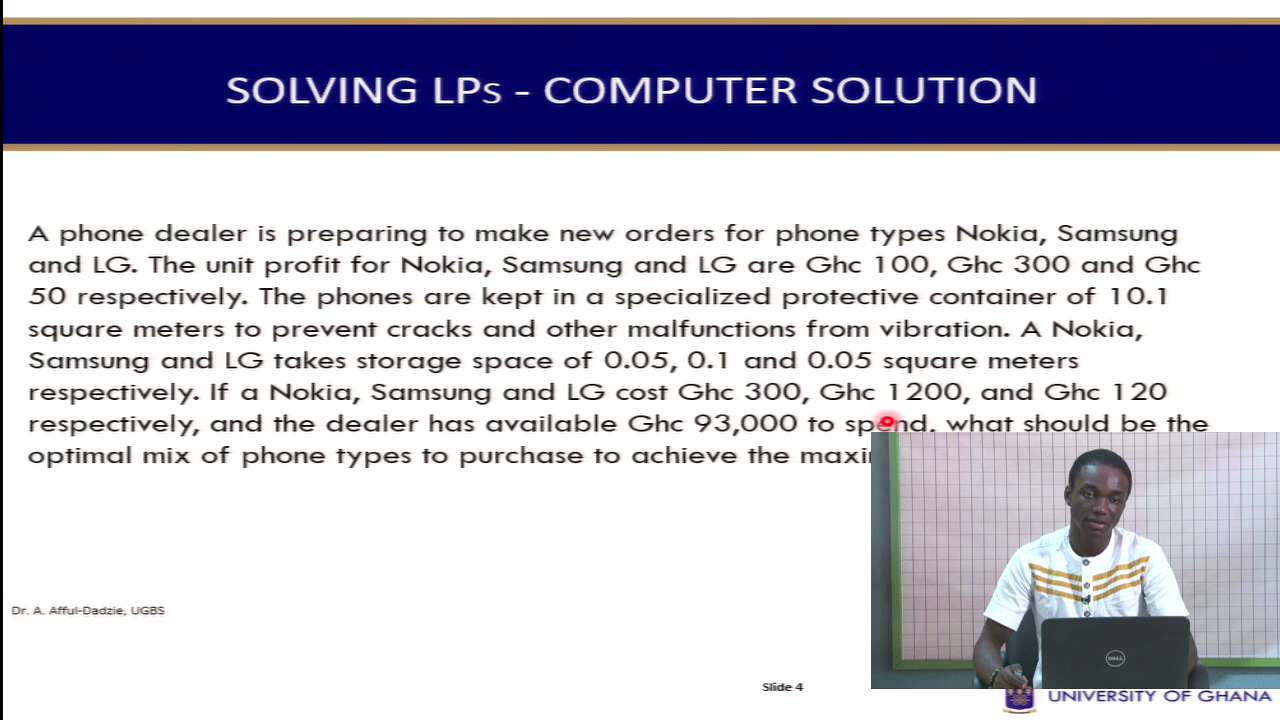 SOLVING LPs - COMPUTER SOLUTION
A phone dealer is preparing to make new orders for phone types Nokia, Samsung
and LG. The unit profit for Nokia, Samsung and LG are Ghc 100, Ghc 300 and Ghc
50 respectively. The phones are kept in a specialized protective container of 10.1
square meters to prevent cracks and other malfunctions from vibration. A Nokia,
Samsung and LG takes storage space of 0.05, 0.1 and 0.05 square meters
respectively. If a Nokia, Samsung and LG cost Ghc 300, Ghc 1200, and Ghc 120
respectively, and the dealer has available Ghc 93,000 to spend, what should be the
optimal mix of phone types to purchase to achieve the
Dr. A. Afful-Dadzie, UGBS
DELL
Slide 4
UNIVERSITY OF GHANA